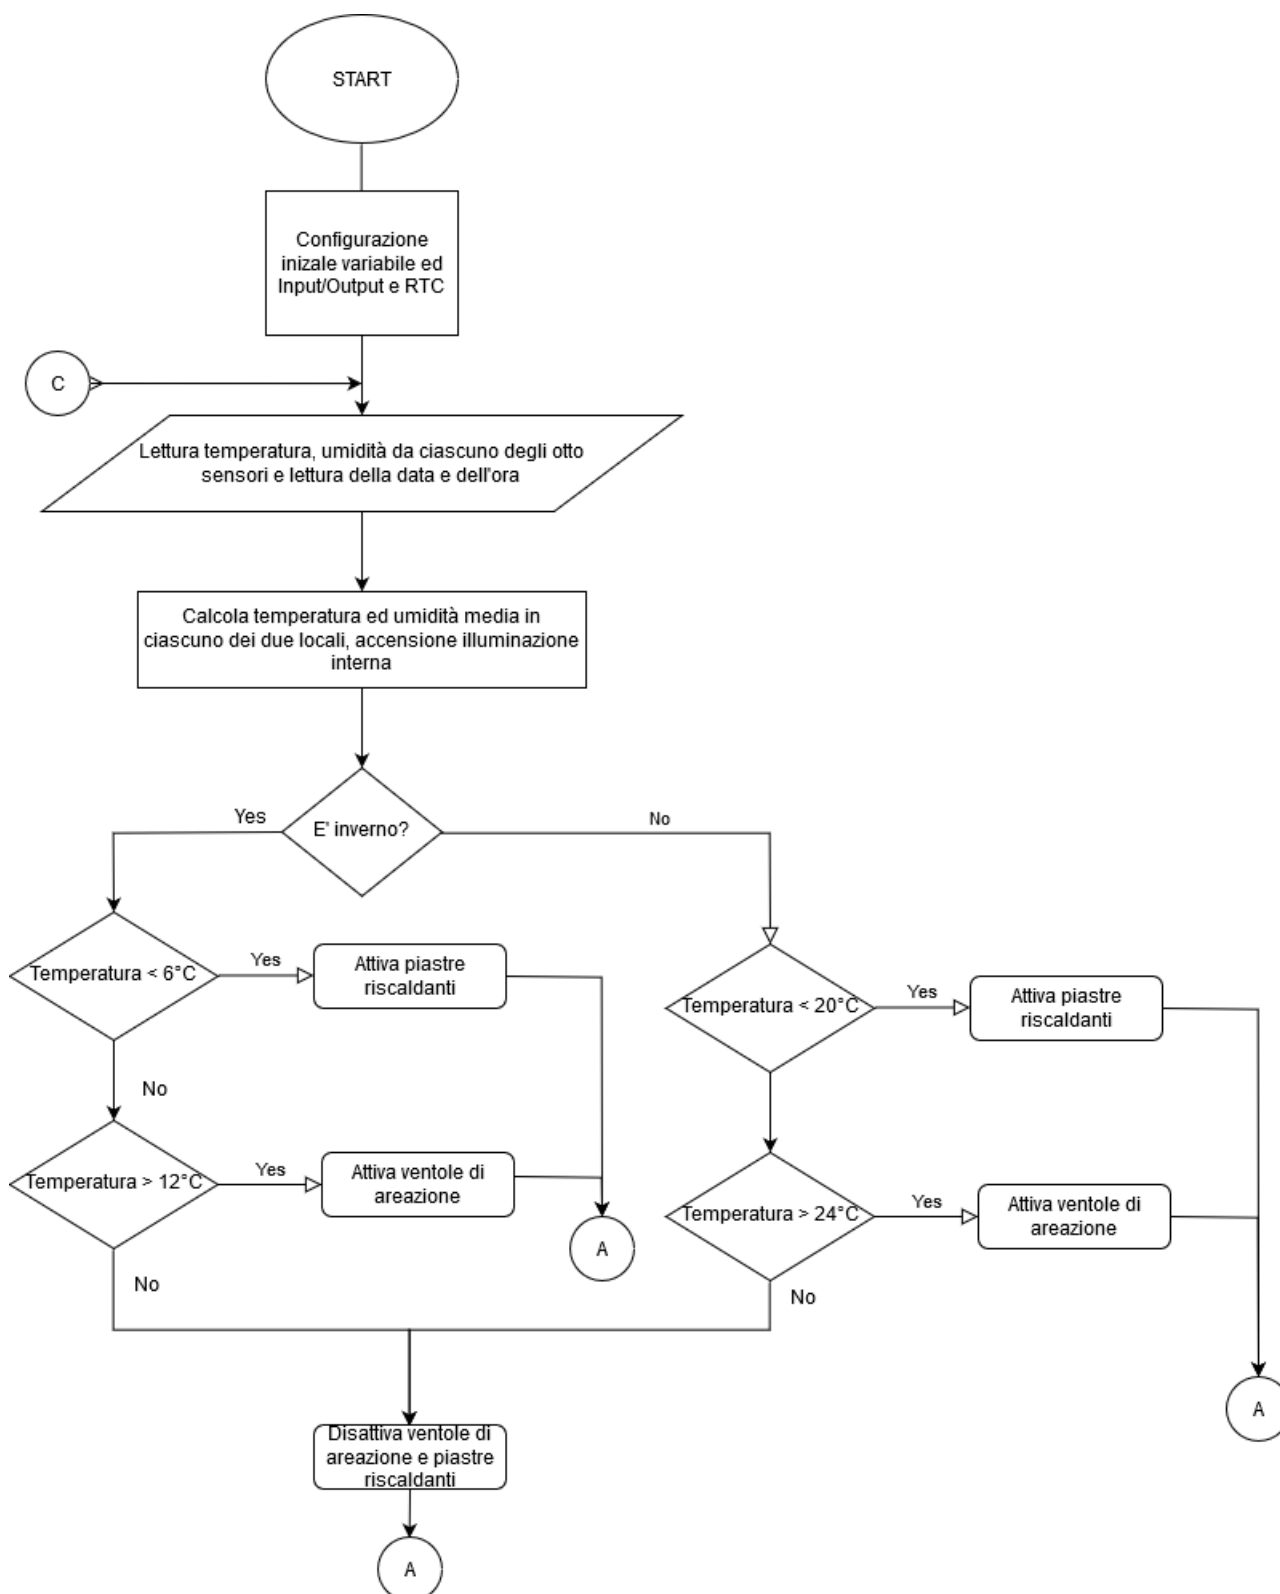 START
Configurazione
inizale variabile ed
Input/Output e RTC
C
Lettura temperatura, umidità da ciascuno degli otto
sensori e lettura della data e dell'ora
Calcola temperatura ed umidità media in
ciascuno dei due locali, accensione illuminazione
interna
E' inverno?
Yes
No
Temperatura < 6°C
Yes
Attiva piastre
riscaldanti
No
Temperatura > 12°C
Yes
Attiva ventole di
areazione
No
A
Temperatura < 20°C
Yes
Attiva piastre
riscaldanti
Temperatura > 24°C
Yes
Attiva ventole di
areazione
No
A
Disattiva ventole di
areazione e piastre
riscaldanti
A